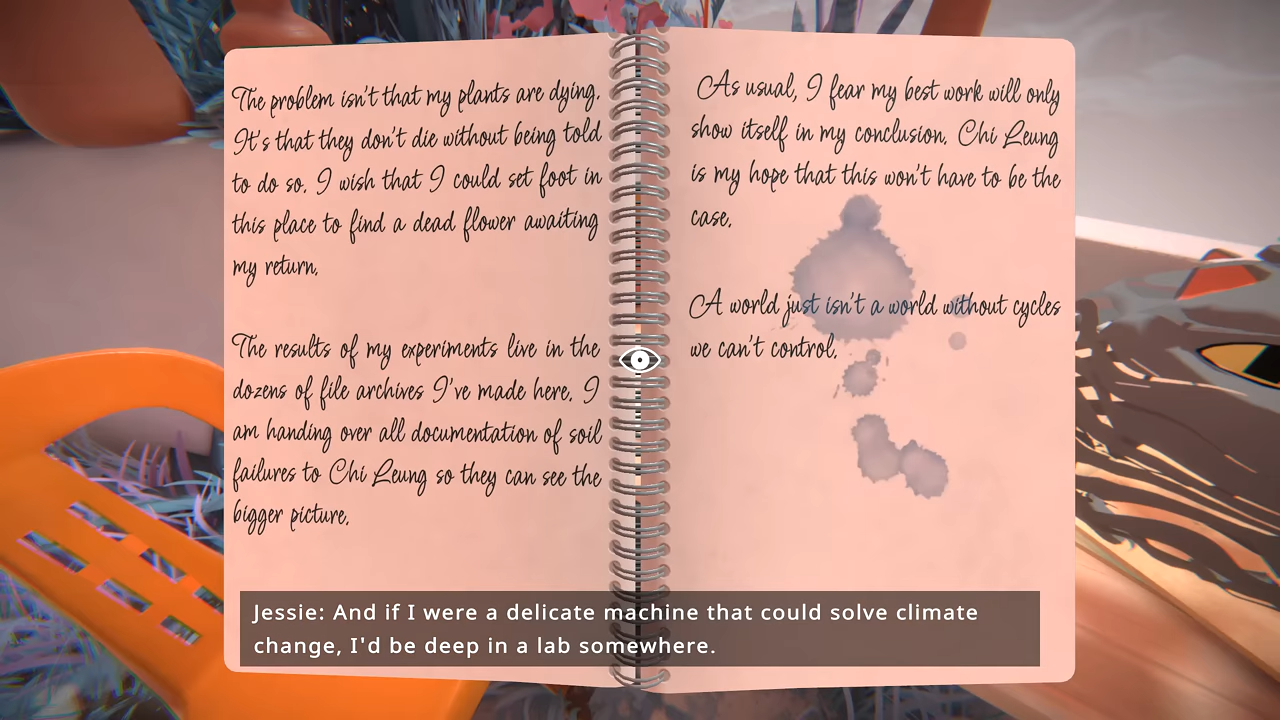 The problem isn't that my plants are dying.
It's that they don't die without being told
to do so. I wish that I could set foot in
this place to find a dead flower awaiting
my return.
The results of my experiments live in the
dozens of file archives I've made here. I
am handing over all documentation of soil
failures to Chi Leung so they can see the
bigger picture.
As usual, I fear my best work will only
show itself in my conclusion. Chi Leung
is my hope that this won't have to be the
case.
A world just isn't a world without cycles
we can't control.
Jessie: And if I were a delicate machine that could solve climate
change, I'd be deep in a lab somewhere.